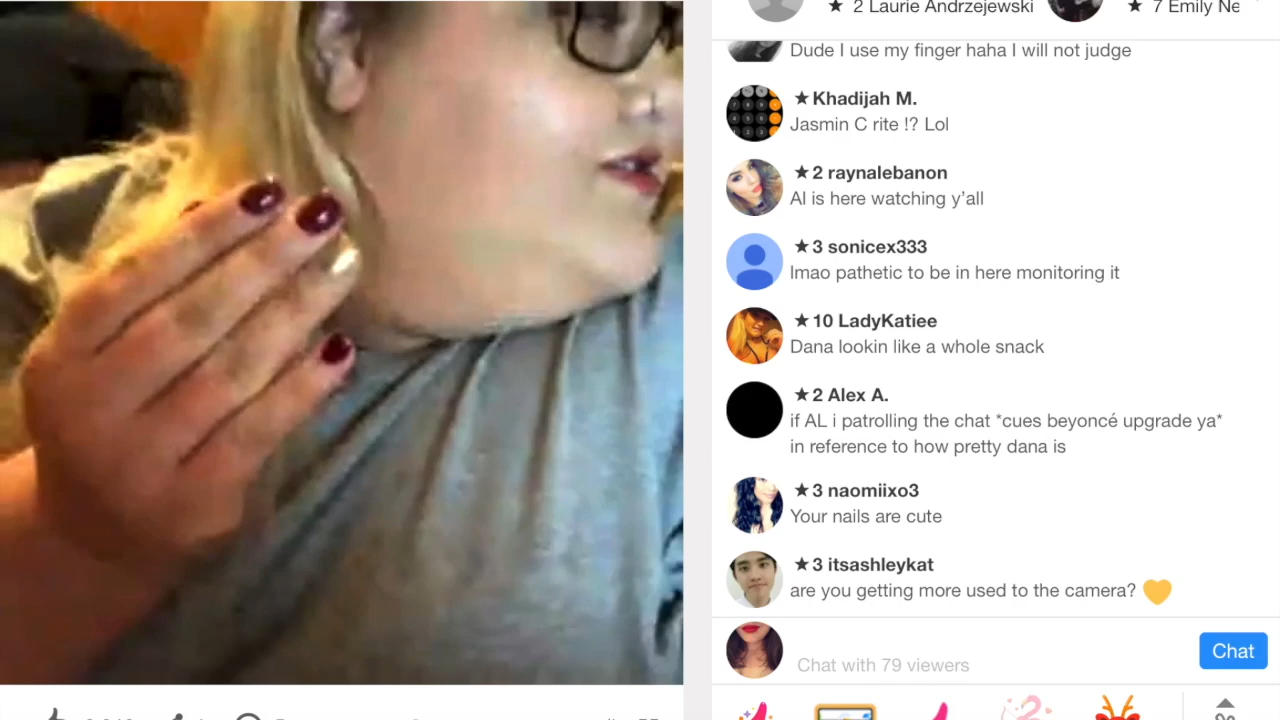 ★ 2 Laurie Andrzejewski ★ 7 Emily Ne
Dude I use my finger haha I will not judge
★ Khadijah M.
Jasmin C rite !? Lol
★ 2 raynalebanon
Al is here watching y’all
★ 3 sonicex333
lmao pathetic to be in here monitoring it
★ 10 LadyKatiee
Dana lookin like a whole snack
★ 2 Alex A.
if AL i patrolling the chat *cues beyoncé upgrade ya*
in reference to how pretty dana is
★ 3 naomiixo3
Your nails are cute
★ 3 itsashleykat
are you getting more used to the camera?
Chat with 79 viewers
Chat